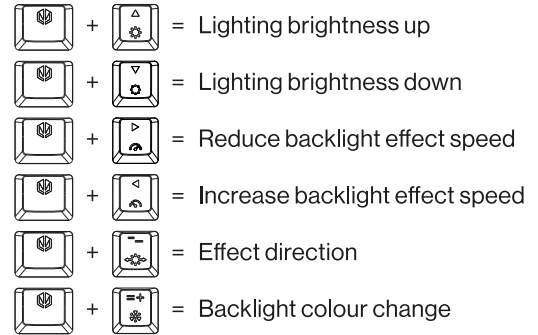 + = Lighting brightness up
+ = Lighting brightness down
+ = Reduce backlight effect speed
+ = Increase backlight effect speed
+ = Effect direction
+ =+ = Backlight colour change